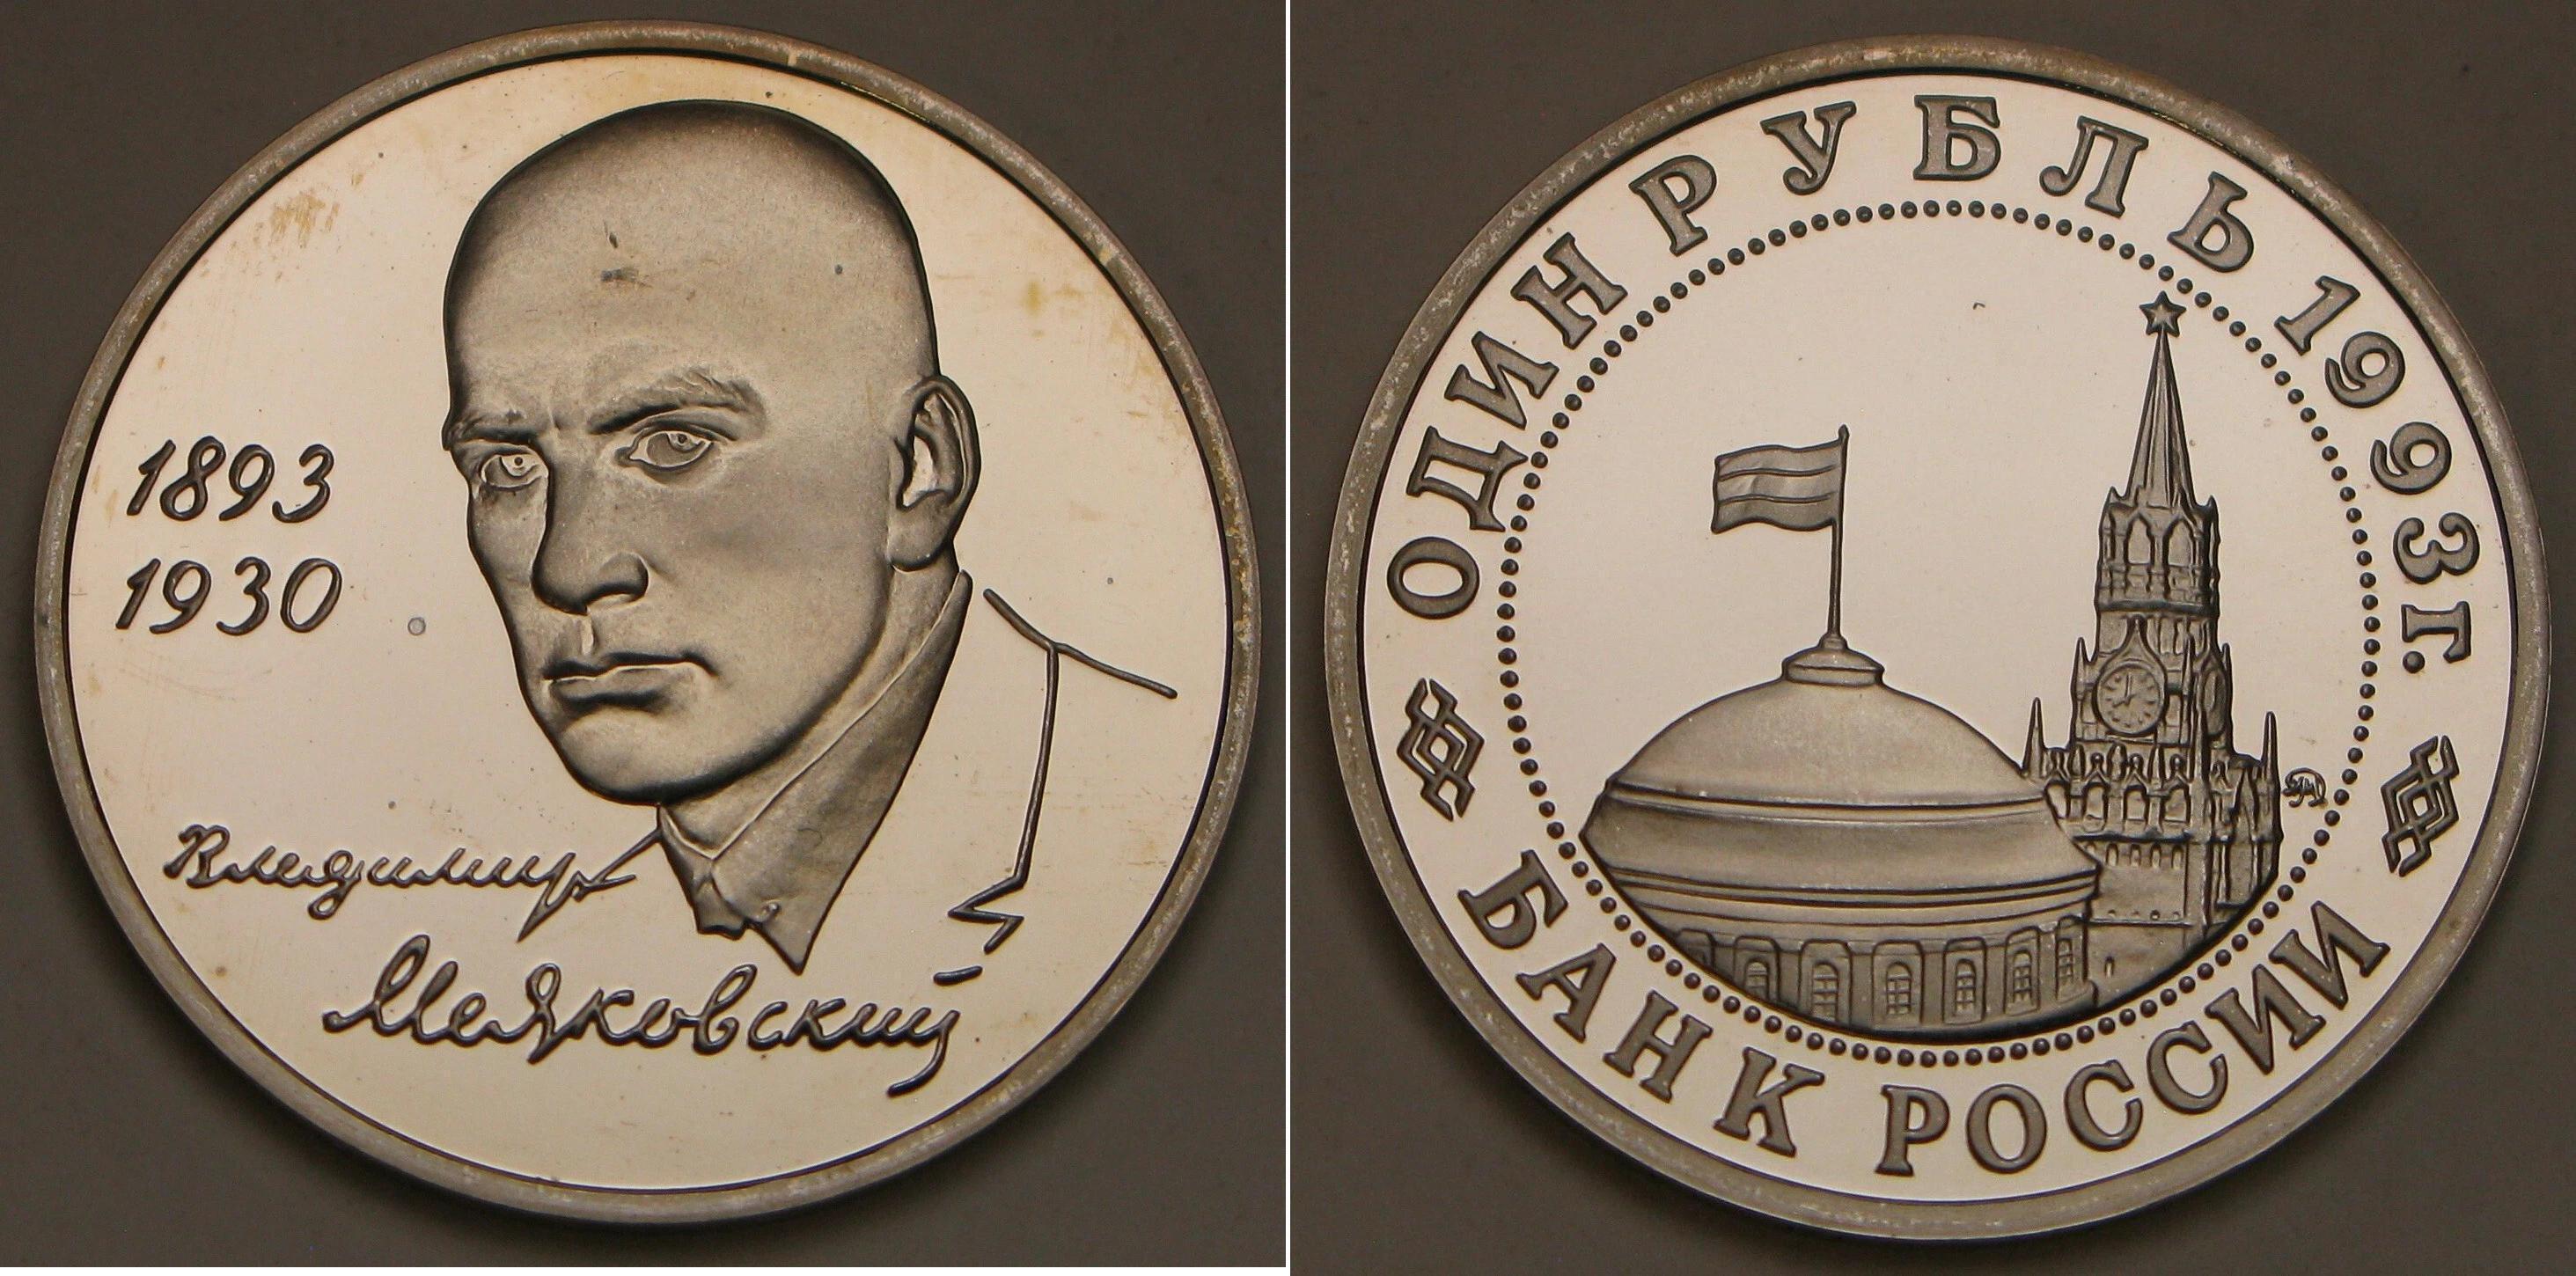 1893
1930
Владимир
Маяковский
ОДИН РУБЛЬ 1993 г.
БАНК РОССИИ